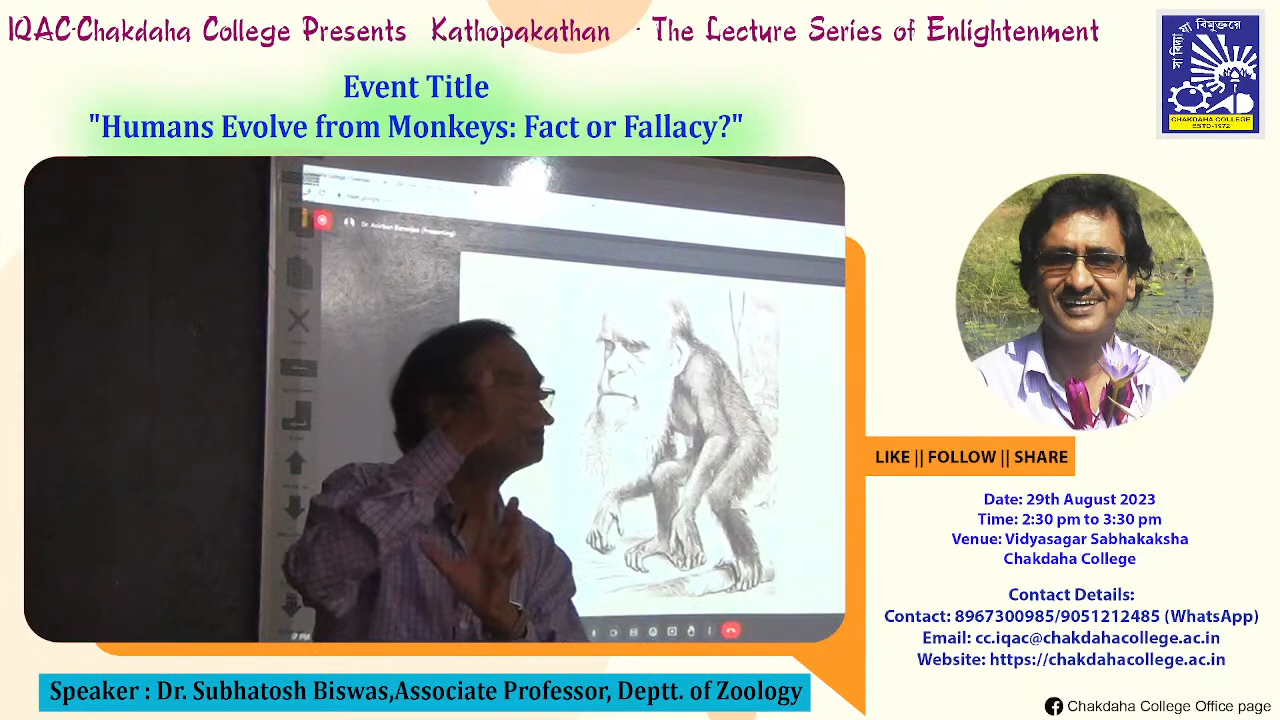 IQAC-Chakdaha College Presents Kathopakathan - The Lecture Series of Enlightenment
Event Title
"Humans Evolve from Monkeys: Fact or Fallacy?"
সা বিদ্যা যা বিমুক্তয়ে
CHAKDAHA COLLEGE
ESTD-1972
(Presenting)
LIKE || FOLLOW || SHARE
Date: 29th August 2023
Time: 2:30 pm to 3:30 pm
Venue: Vidyasagar Sabhakaksha
Chakdaha College
Contact Details:
Contact: 8967300985/9051212485 (WhatsApp)
Email: cc.iqac@chakdahacollege.ac.in
Website: https://chakdahacollege.ac.in
Speaker : Dr. Subhatosh Biswas,Associate Professor, Deptt. of Zoology
Chakdaha College Office page